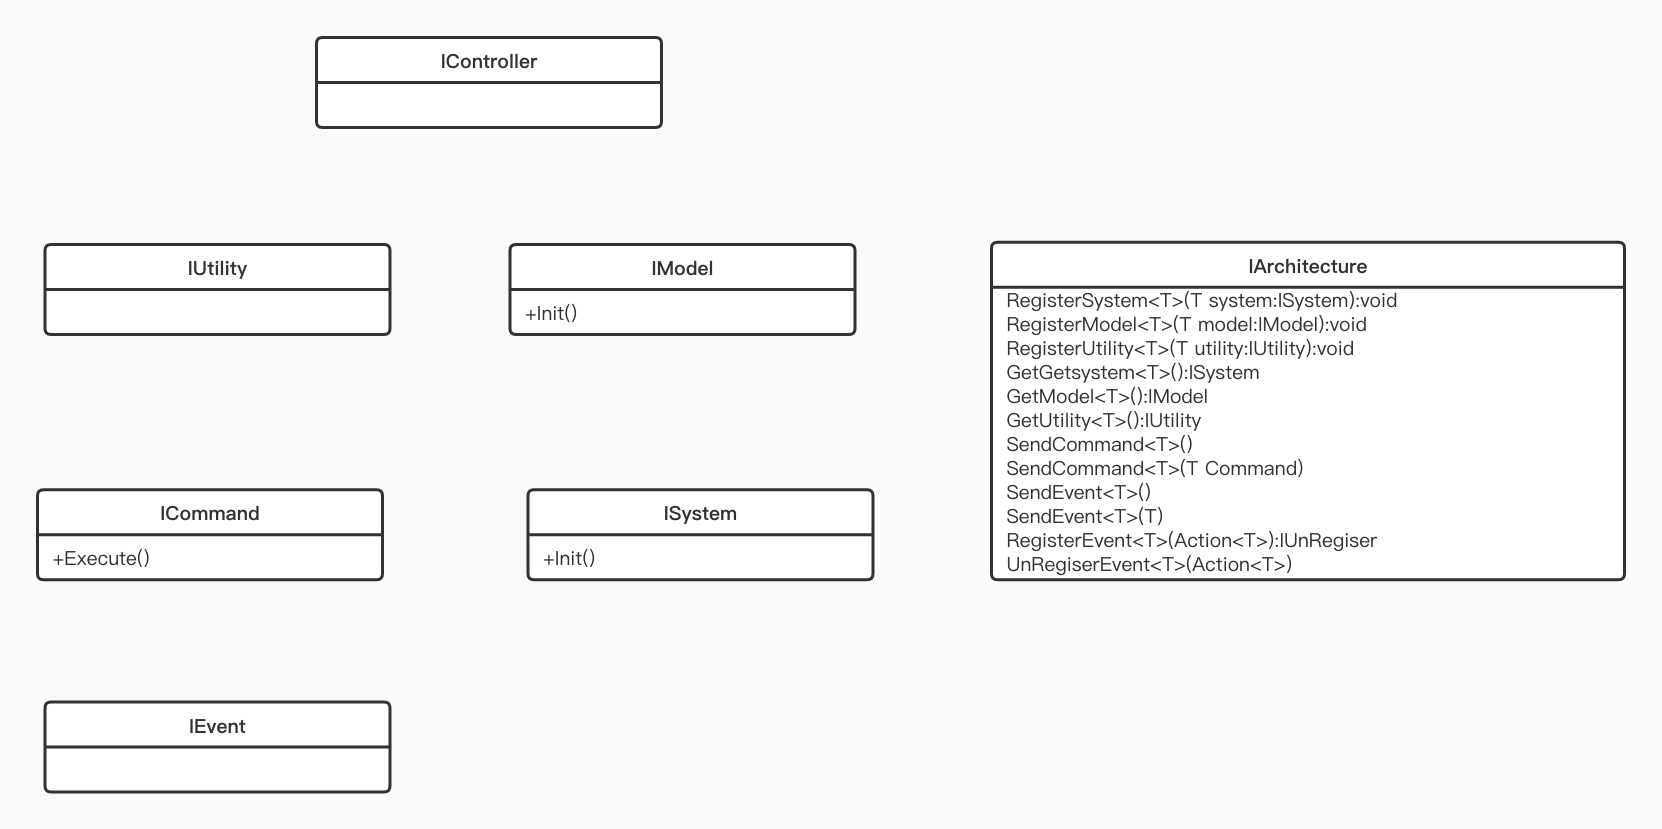 IController
IUtility
IModel
+Init()
IArchitecture
RegisterSystem<T>(T system:ISystem):void
RegisterModel<T>(T model:IModel):void
RegisterUtility<T>(T utility:IUtility):void
GetGetsystem<T>():ISystem
GetModel<T>():IModel
GetUtility<T>():IUtility
SendCommand<T>()
SendCommand<T>(T Command)
SendEvent<T>()
SendEvent<T>(T)
RegisterEvent<T>(Action<T>):IUnRegiser
UnRegiserEvent<T>(Action<T>)
ICommand
+Execute()
ISystem
+Init()
IEvent